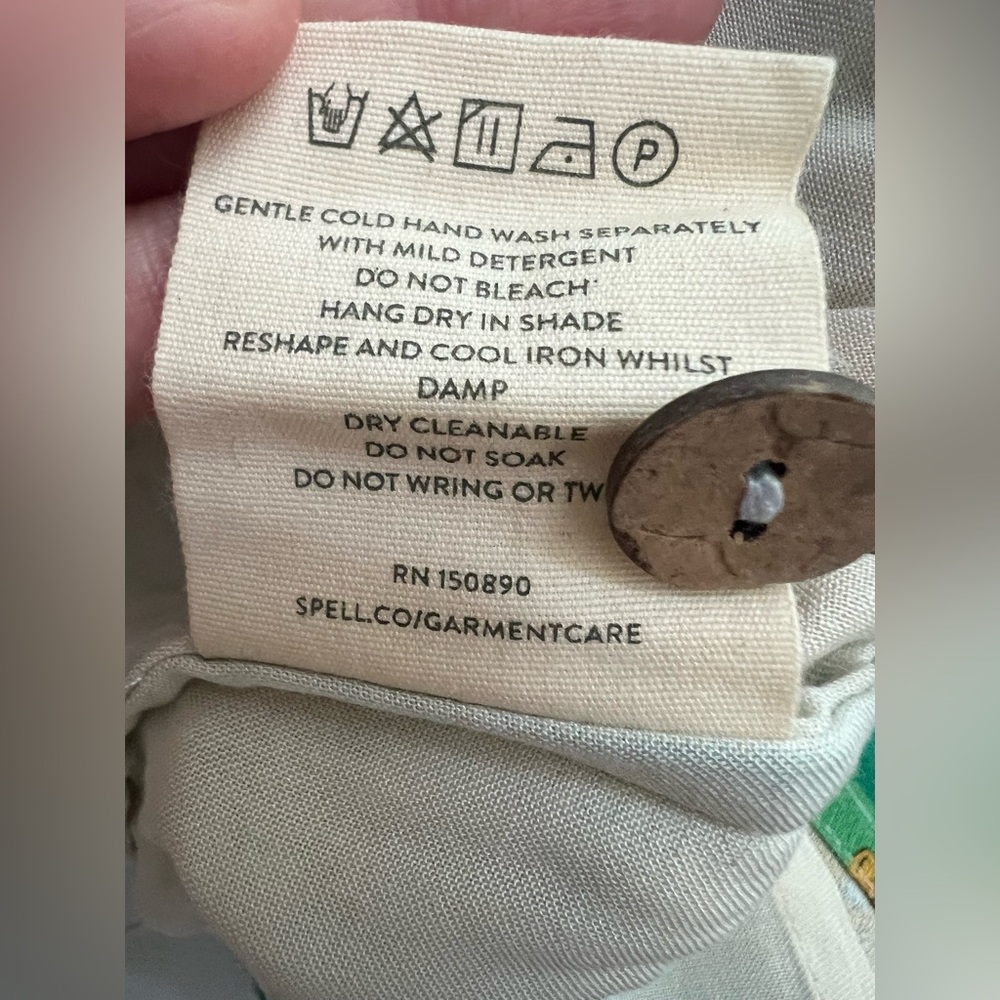 P
GENTLE COLD HAND WASH SEPARATELY
WITH MILD DETERGENT
DO NOT BLEACH
HANG DRY IN SHADE
RESHAPE AND COOL IRON WHILST
DAMP
DRY CLEANABLE
DO NOT SOAK
DO NOT WRING OR
RN 150890
SPELL.CO/GARMENTCARE